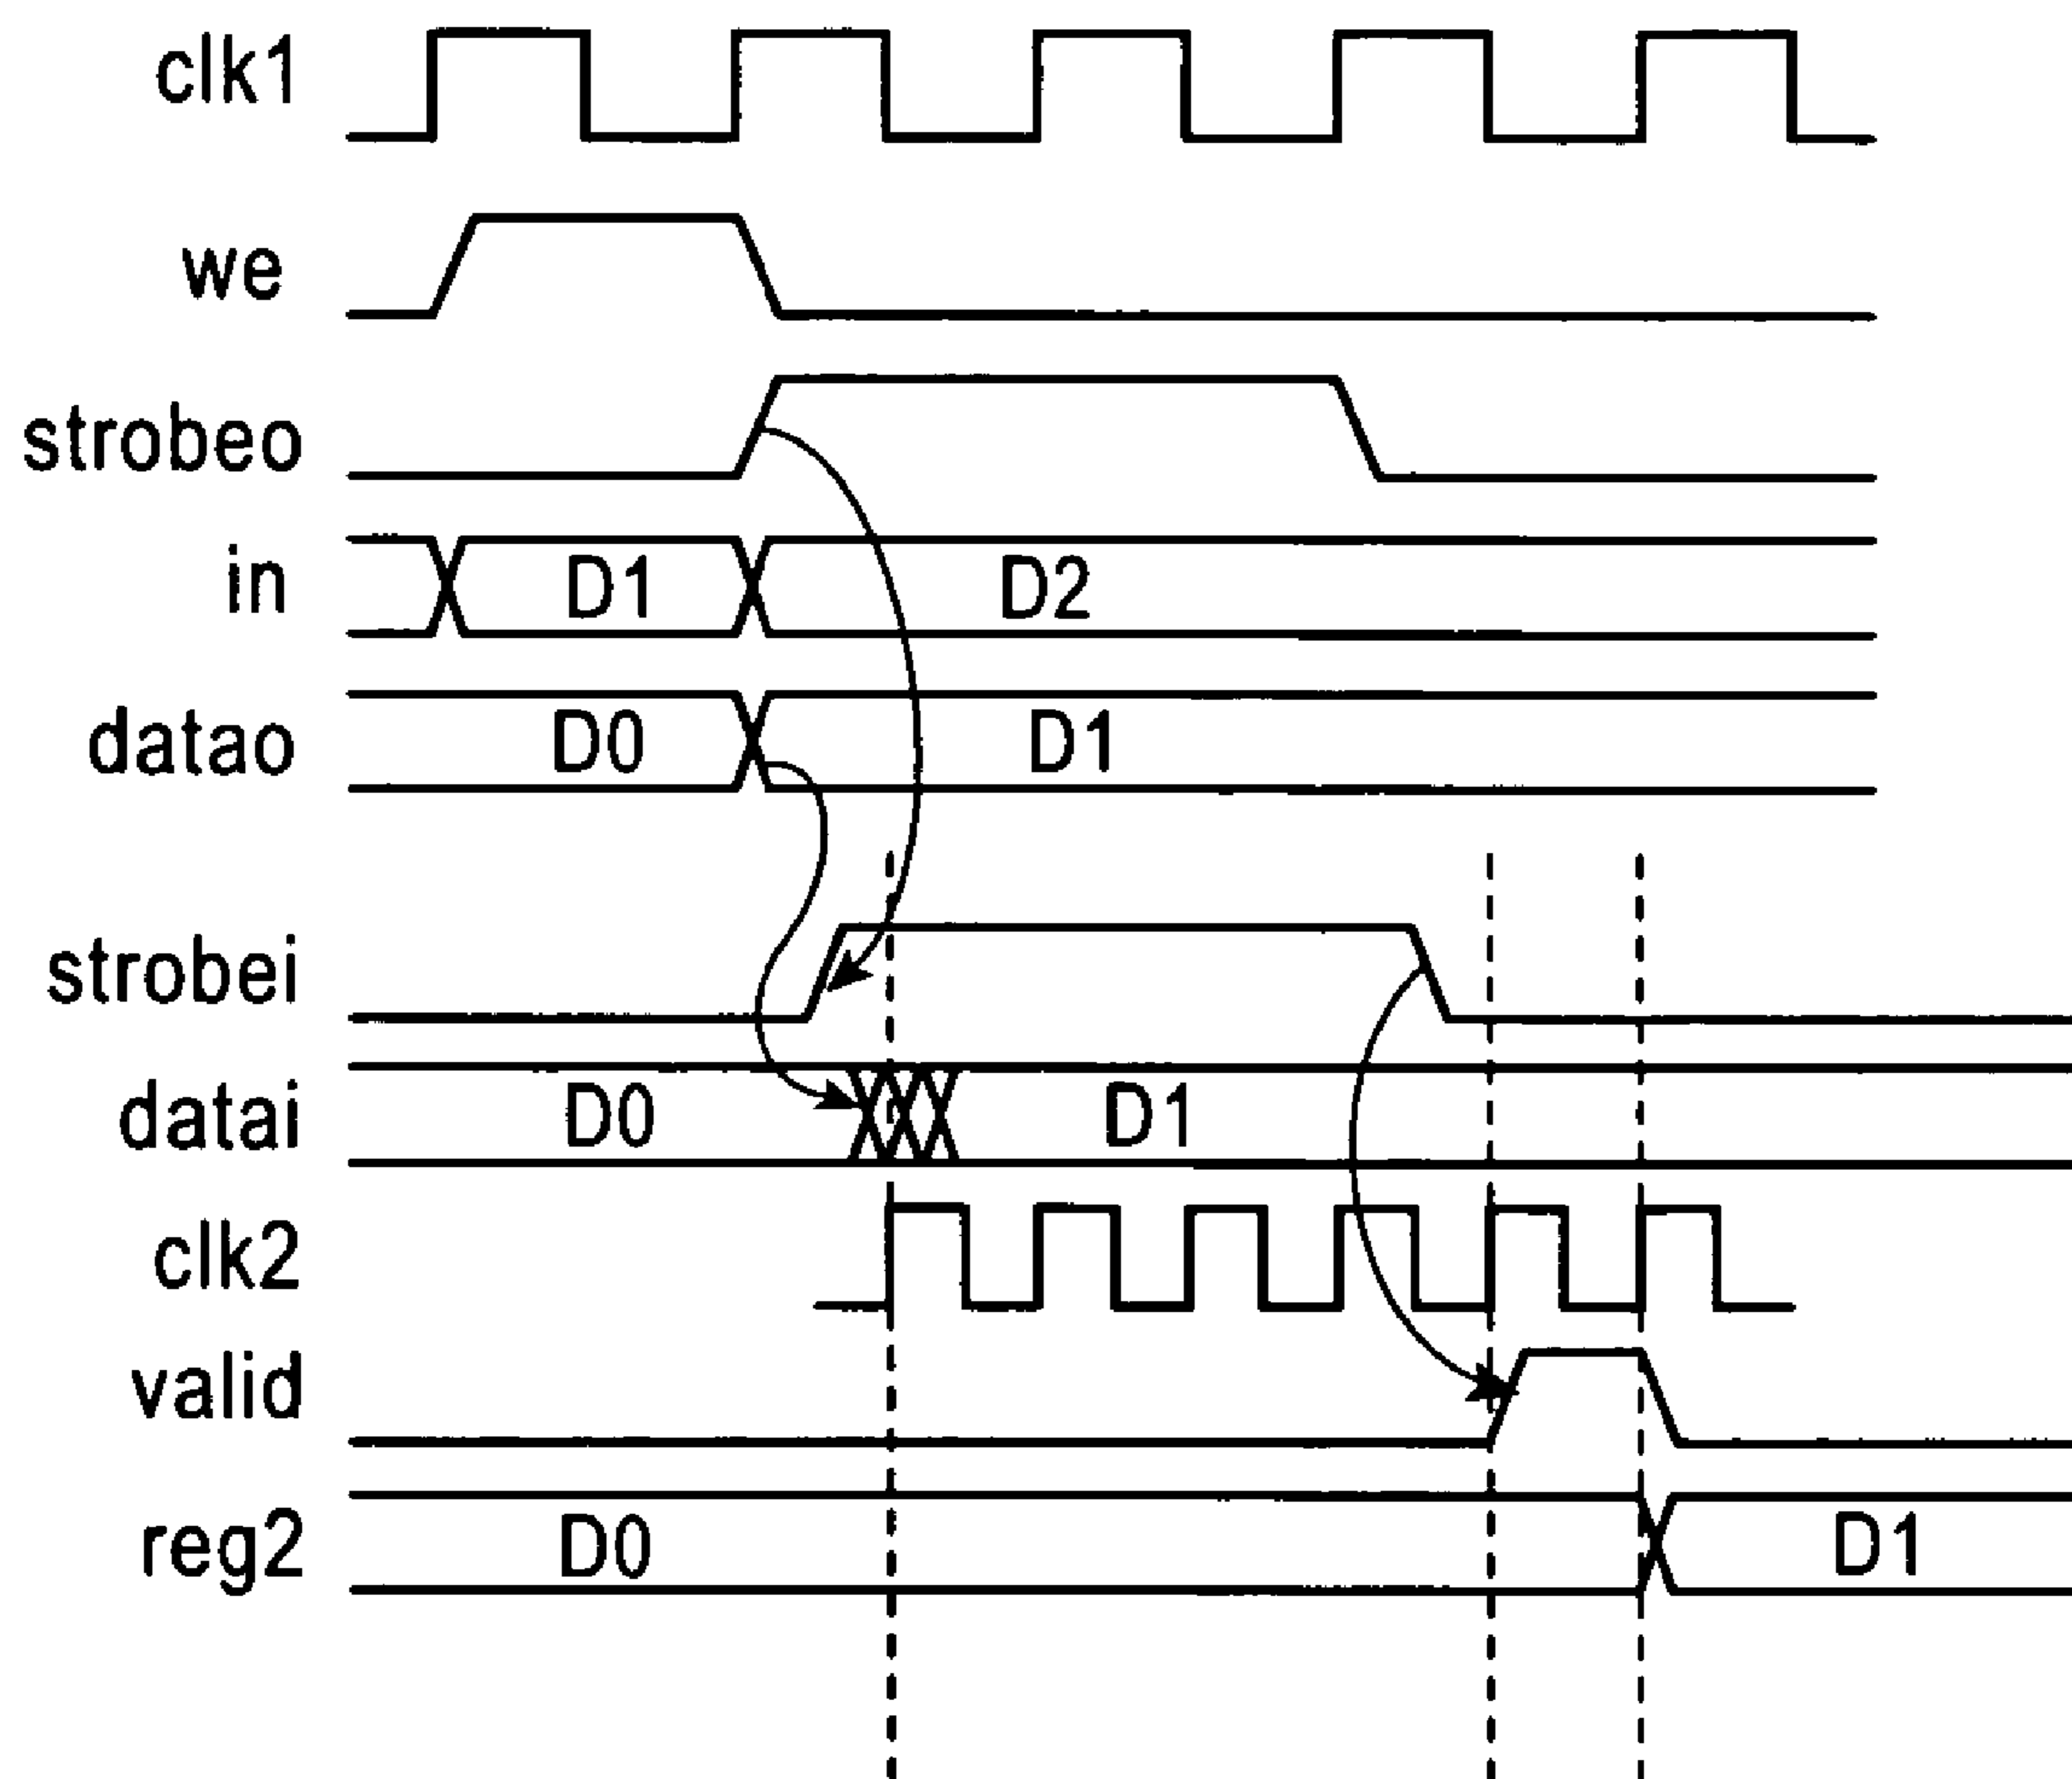 clk1
we
strobeo
in D1 D2
datao D0 D1
strobei
datai D0 D1
clk2
valid
reg2 D0 D1